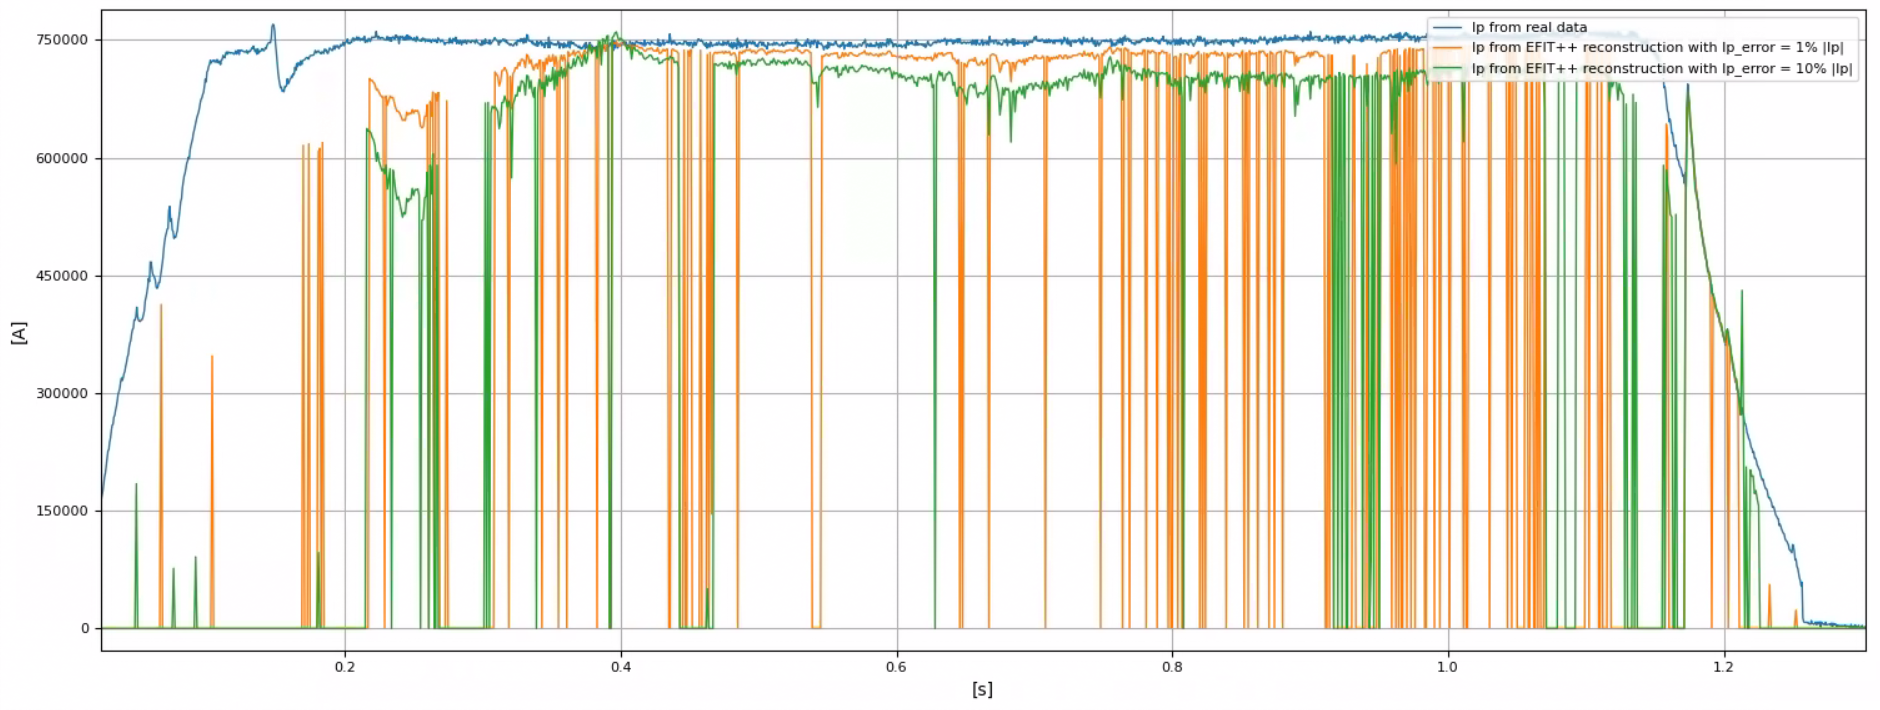 Ip from real data
Ip from EFIT++ reconstruction with Ip_error = 1% |Ip|
Ip from EFIT++ reconstruction with Ip_error = 10% |Ip|
750000
600000
450000
300000
150000
0
[A]
0.2 0.4 0.6 0.8 1.0 1.2
[s]